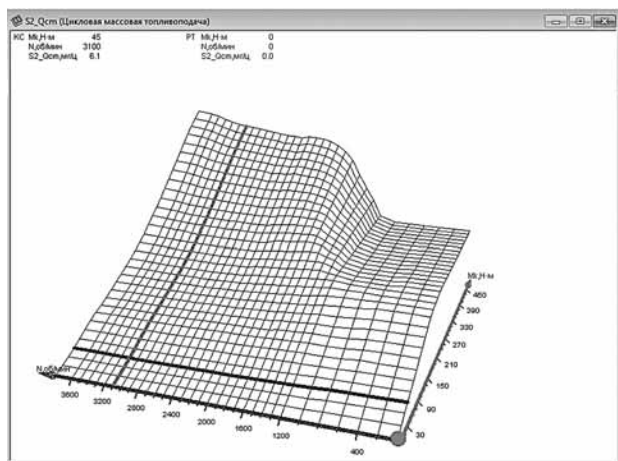 S2_Qcm (Цикловая массовая топливоподача)
КС Mk,Н·м 45 РТ Mk,Н·м 0
N,об/мин 3100 N,об/мин 0
S2_Qcm,мг/ц 6.1 S2_Qcm,мг/ц 0.0
Mk,Н·м
460
390
330
270
210
150
90
30
N,об/мин
3600 3200 2800 2400 2000 1600 1200 400